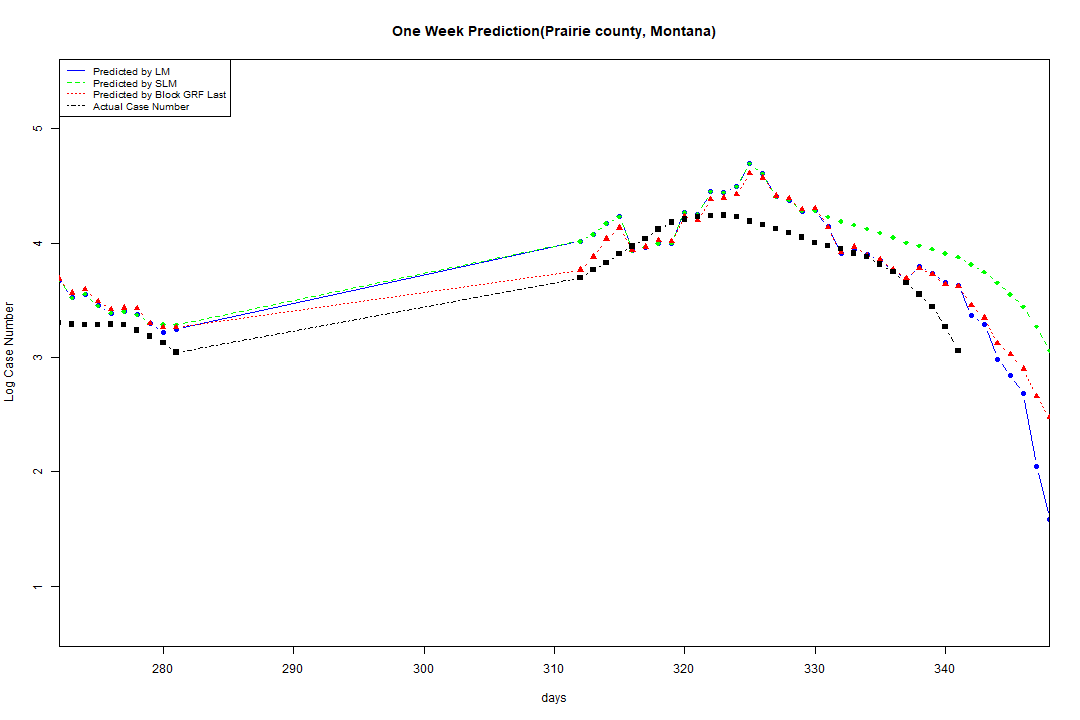 One Week Prediction(Prairie county, Montana)
Predicted by LM
Predicted by SLM
Predicted by Block GRF Last
Actual Case Number
5
4
3
2
1
Log Case Number
280 290 300 310 320 330 340
days